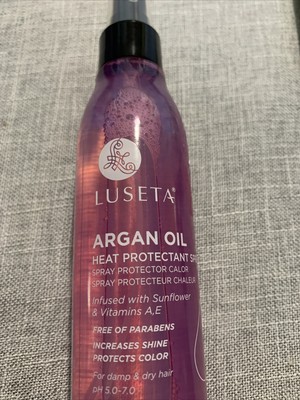 LUSETA
ARGAN OIL
HEAT PROTECTANT
SPRAY PROTECTOR CALOR
SPRAY PROTECTEUR CHALEUR
Infused with Sunflower
& Vitamins A,E
FREE OF PARABENS
INCREASES SHINE
PROTECTS COLOR
For damp & dry hair
pH 5.0-7.0